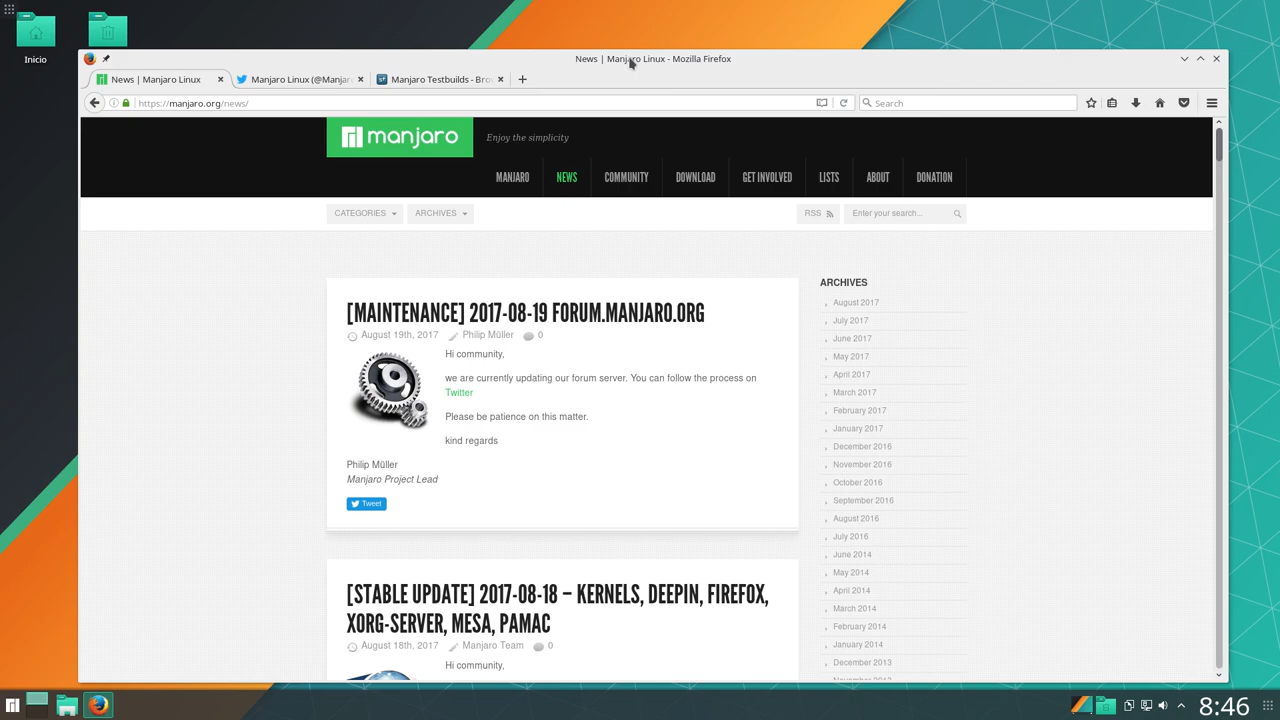 Inicio
News | Manjaro Linux - Mozilla Firefox
News | Manjaro Linux
Manjaro Linux (@Manjar
Manjaro Testbuilds - Bro
https://manjaro.org/news/
Search
manjaro
Enjoy the simplicity
MANJARO
NEWS
COMMUNITY
DOWNLOAD
GET INVOLVED
LISTS
ABOUT
DONATION
CATEGORIES
ARCHIVES
RSS
Enter your search...
[MAINTENANCE] 2017-08-19 FORUM.MANJARO.ORG
August 19th, 2017 Philip Müller 0
Hi community,
we are currently updating our forum server. You can follow the process on
Twitter
Please be patience on this matter.
kind regards
Philip Müller
Manjaro Project Lead
Tweet
[STABLE UPDATE] 2017-08-18 – KERNELS, DEEPIN, FIREFOX,
XORG-SERVER, MESA, PAMAC
August 18th, 2017 Manjaro Team 0
Hi community,
ARCHIVES
August 2017
July 2017
June 2017
May 2017
April 2017
March 2017
February 2017
January 2017
December 2016
November 2016
October 2016
September 2016
August 2016
July 2016
June 2014
May 2014
April 2014
March 2014
February 2014
January 2014
December 2013
8:46